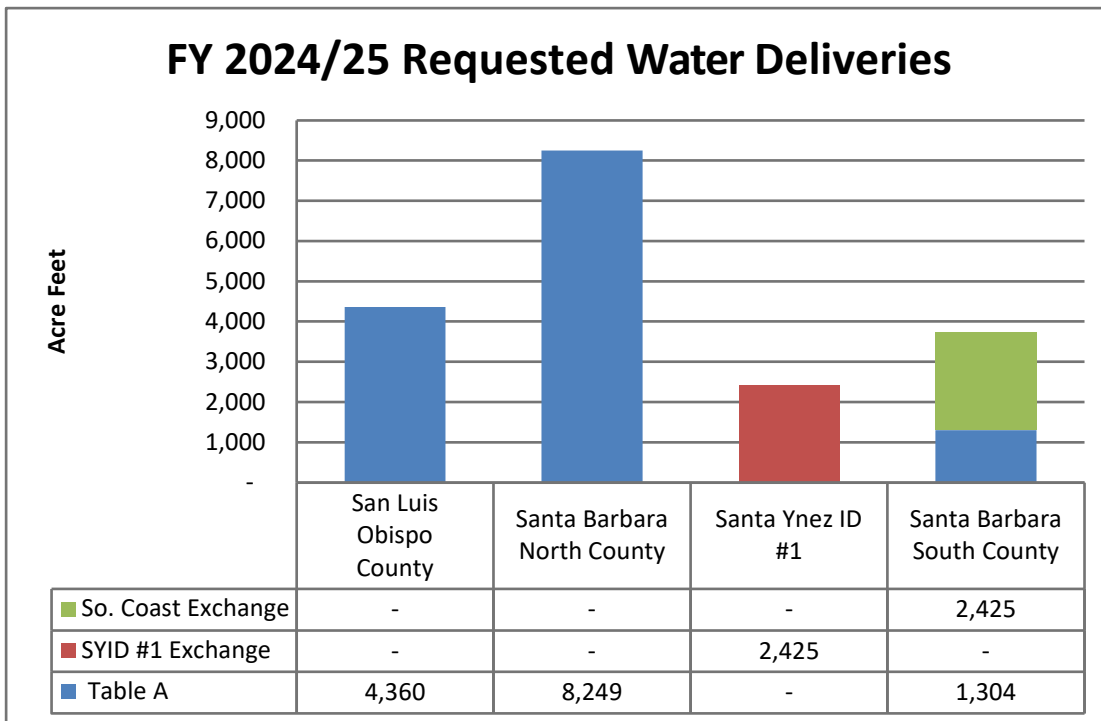 FY 2024/25 Requested Water Deliveries
Acre Feet
9,000
8,000
7,000
6,000
5,000
4,000
3,000
2,000
1,000
-
San Luis
Obispo
County
Santa Barbara
North County
Santa Ynez ID
#1
Santa Barbara
South County
So. Coast Exchange - - - 2,425
SYID #1 Exchange - - 2,425 -
Table A 4,360 8,249 - 1,304